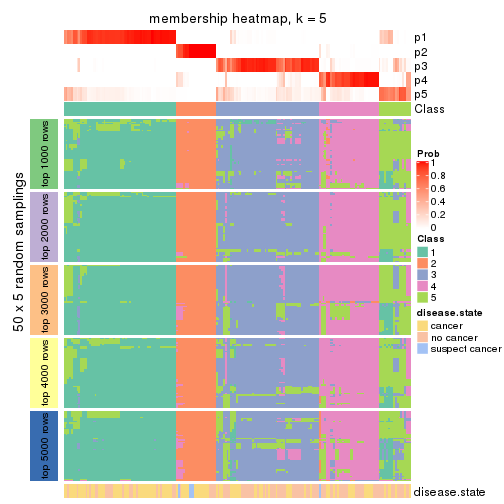 membership heatmap, k = 5
p1
p2
p3
p4
p5
Class
50 x 5 random samplings
top 1000 rows
top 2000 rows
top 3000 rows
top 4000 rows
top 5000 rows
disease.state
Prob
1
0.8
0.6
0.4
0.2
0
Class
1
2
3
4
5
disease.state
cancer
no cancer
suspect cancer